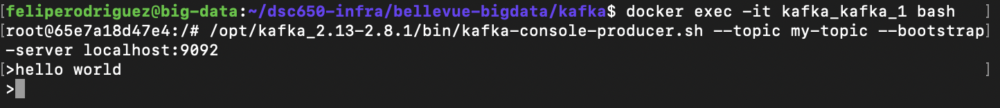 [feliperodriguez@big-data:~/dsc650-infra/bellevue-bigdata/kafka$ docker exec -it kafka_kafka_1 bash ]
[root@65e7a18d47e4:/# /opt/kafka_2.13-2.8.1/bin/kafka-console-producer.sh --topic my-topic --bootstrap]
-server localhost:9092
[>hello world ]
>